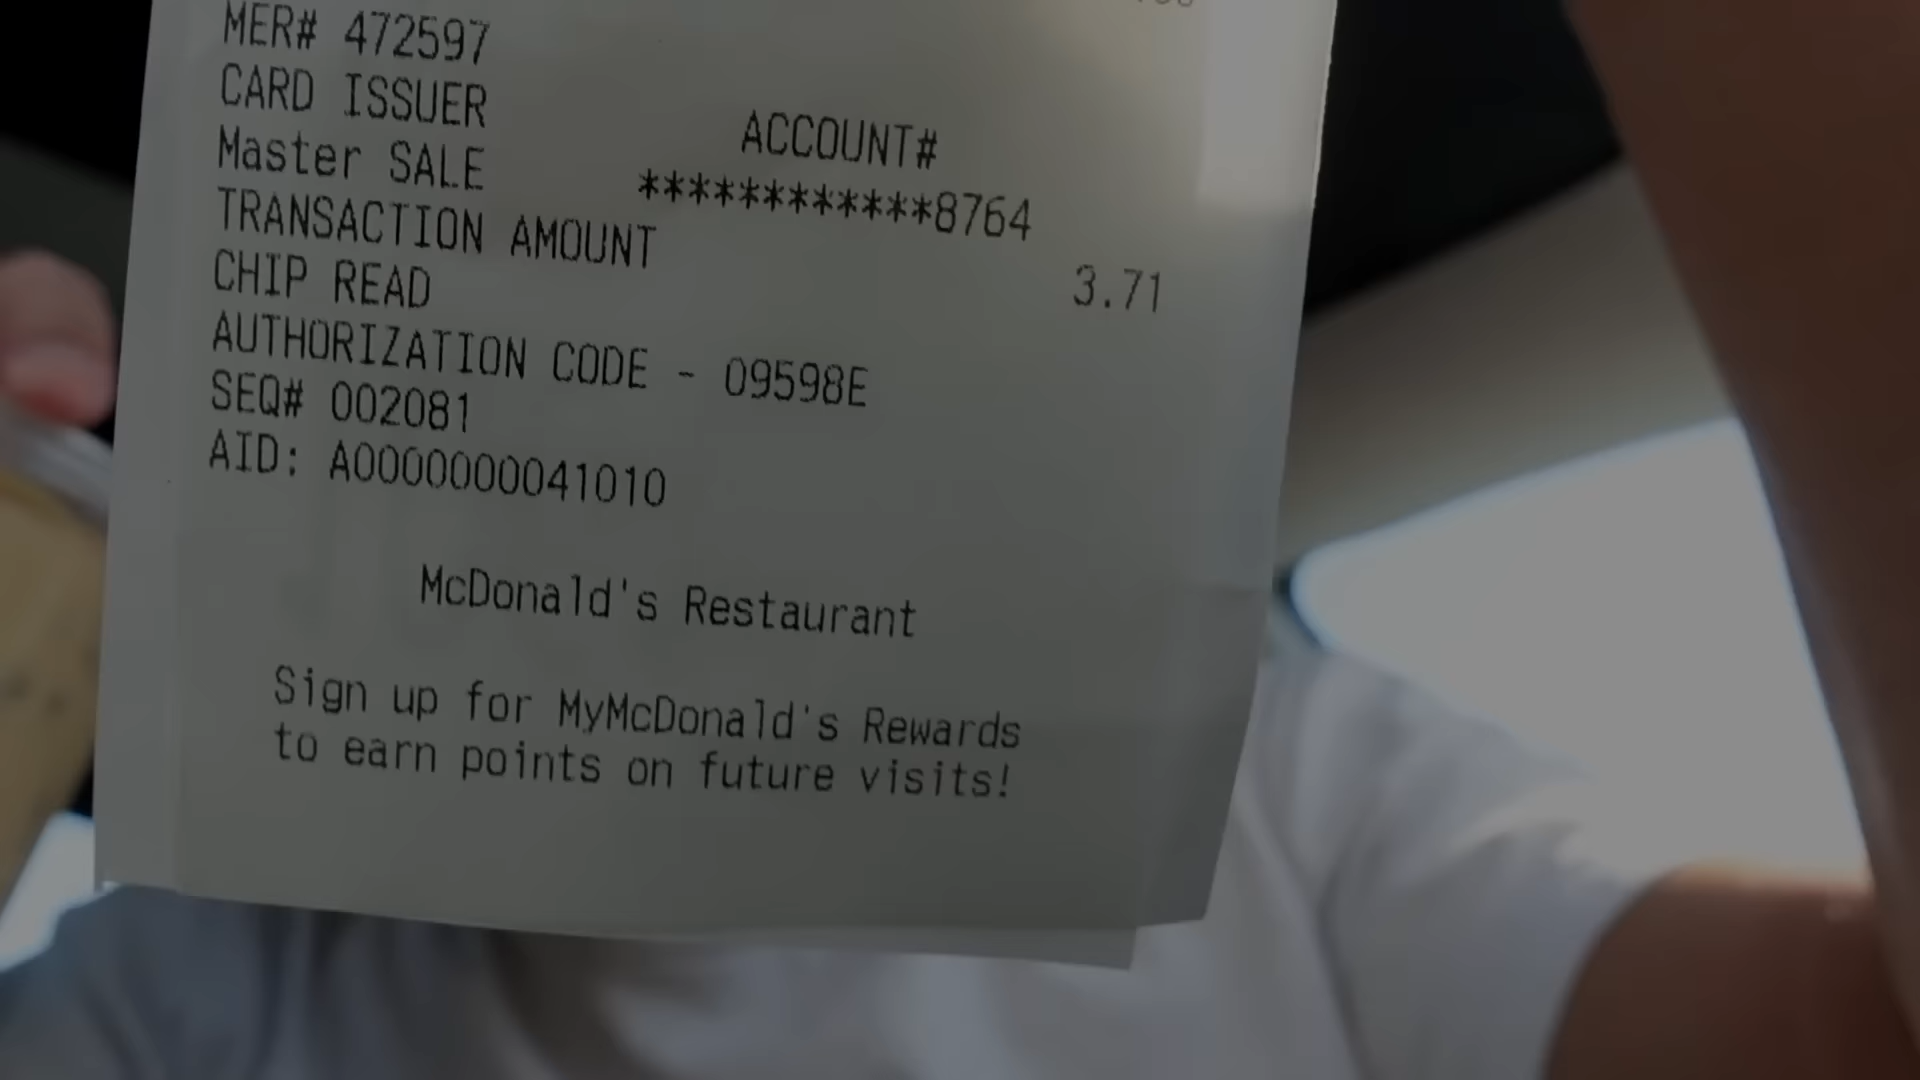 MER# 472597
CARD ISSUER ACCOUNT#
Master SALE ************8764
TRANSACTION AMOUNT 3.71
CHIP READ
AUTHORIZATION CODE - 09598E
SEQ# 002081
AID: A0000000041010
McDonald's Restaurant
Sign up for MyMcDonald's Rewards
to earn points on future visits!